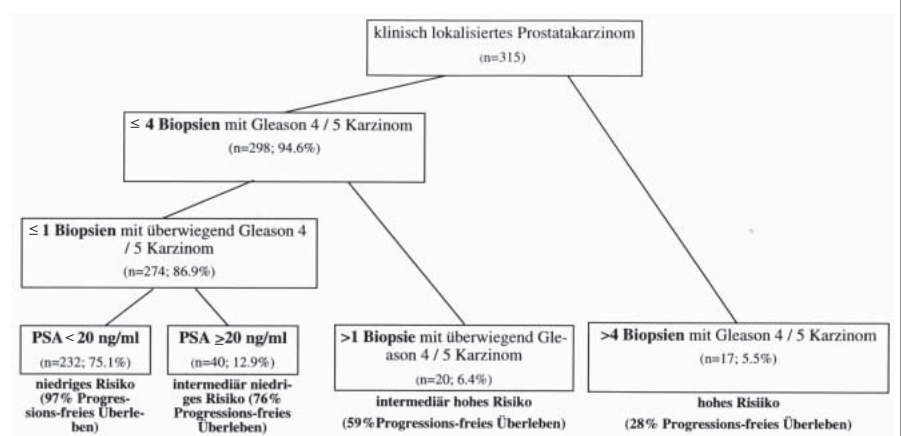 klinisch lokalisiertes Prostatakarzinom
(n=315)
≤ 4 Biopsien mit Gleason 4 / 5 Karzinom
(n=298; 94.6%)
≤ 1 Biopsien mit überwiegend Gleason 4
/ 5 Karzinom
(n=274; 86.9%)
PSA < 20 ng/ml
(n=232; 75.1%)
niedriges Risiko
(97% Progres-
sions-freies Überle-
ben)
PSA ≥20 ng/ml
(n=40; 12.9%)
intermediär niedri-
ges Risiko (76%
Progressions-freies
Überleben)
>1 Biopsie mit überwiegend Gle-
ason 4 / 5 Karzinom
(n=20; 6.4%)
intermediär hohes Risiko
(59%Progressions-freies Überleben)
>4 Biopsien mit Gleason 4 / 5 Karzinom
(n=17; 5.5%)
hohes Risiiko
(28% Progressions-freies Überleben)